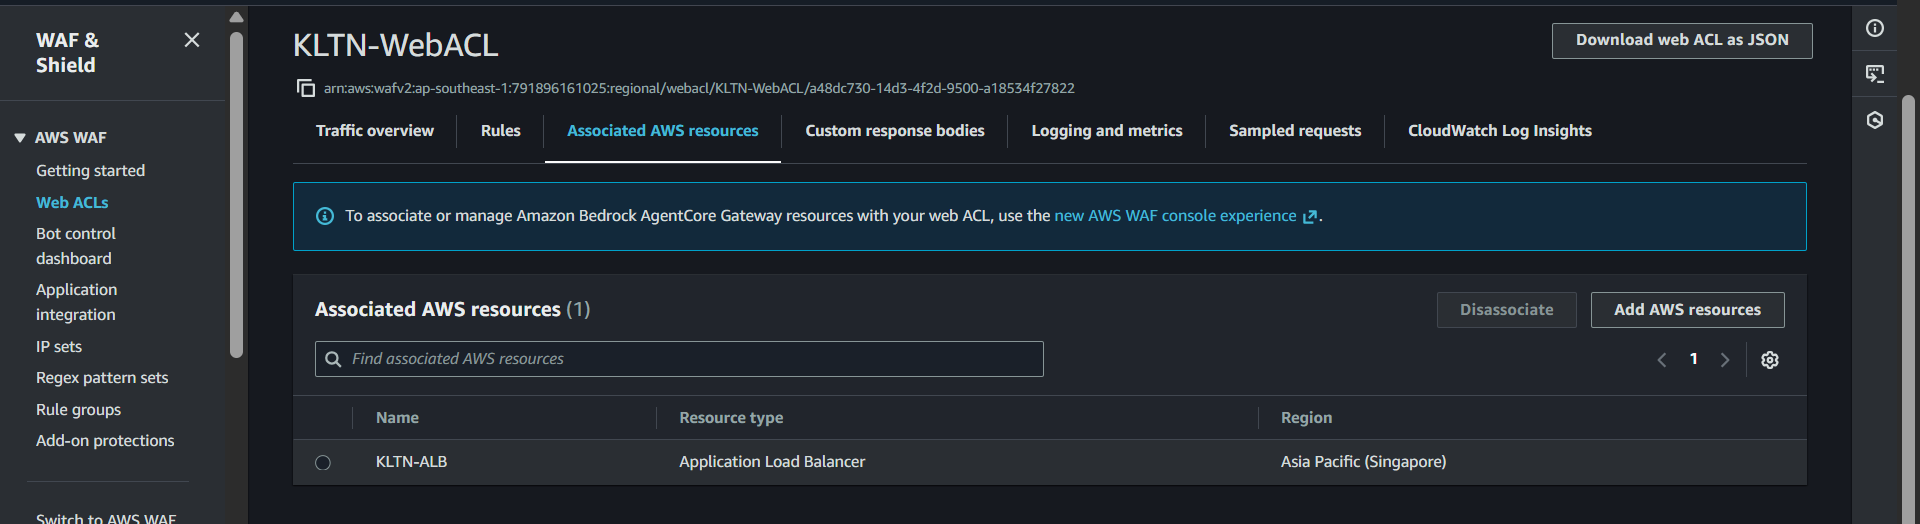 WAF &
Shield
AWS WAF
Getting started
Web ACLs
Bot control
dashboard
Application
integration
IP sets
Regex pattern sets
Rule groups
Add-on protections
Switch to AWS WAF
KLTN-WebACL
Download web ACL as JSON
arn:aws:wafv2:ap-southeast-1:791896161025:regional/webacl/KLTN-WebACL/a48dc730-14d3-4f2d-9500-a18534f27822
Traffic overview
Rules
Associated AWS resources
Custom response bodies
Logging and metrics
Sampled requests
CloudWatch Log Insights
To associate or manage Amazon Bedrock AgentCore Gateway resources with your web ACL, use the new AWS WAF console experience.
Associated AWS resources (1)
Disassociate
Add AWS resources
Find associated AWS resources
1
Name Resource type Region
KLTN-ALB Application Load Balancer Asia Pacific (Singapore)